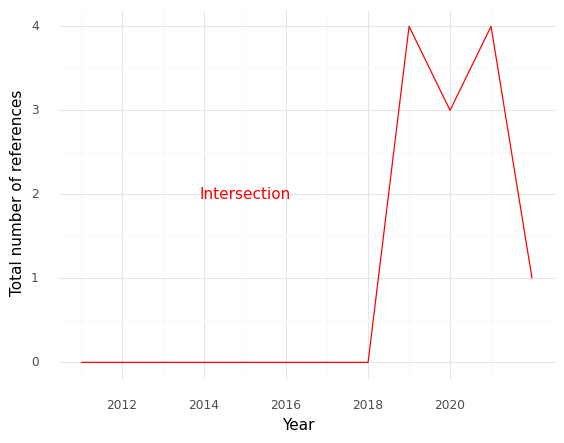 4
3
2
1
0
Total number of references
Intersection
2012 2014 2016 2018 2020
Year